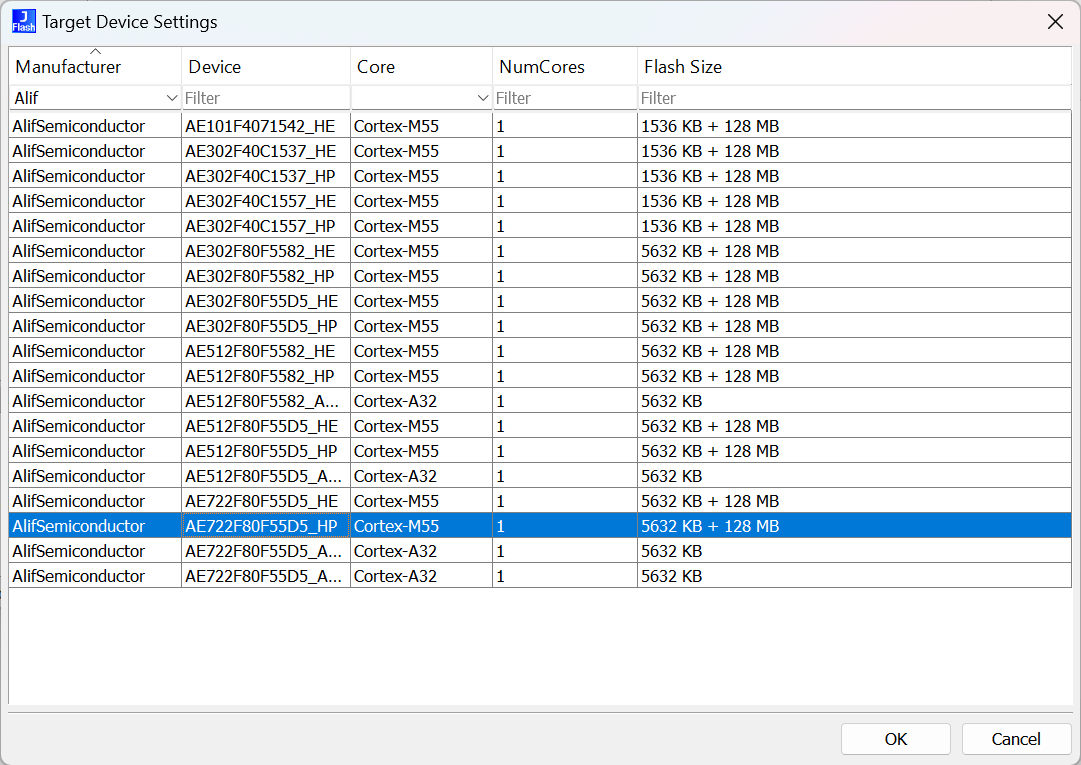 J Flash Target Device Settings
Manufacturer Device Core NumCores Flash Size
Alif Filter Filter Filter
AlifSemiconductor AE101F4071542_HE Cortex-M55 1 1536 KB + 128 MB
AlifSemiconductor AE302F40C1537_HE Cortex-M55 1 1536 KB + 128 MB
AlifSemiconductor AE302F40C1537_HP Cortex-M55 1 1536 KB + 128 MB
AlifSemiconductor AE302F40C1557_HE Cortex-M55 1 1536 KB + 128 MB
AlifSemiconductor AE302F40C1557_HP Cortex-M55 1 1536 KB + 128 MB
AlifSemiconductor AE302F80F5582_HE Cortex-M55 1 5632 KB + 128 MB
AlifSemiconductor AE302F80F5582_HP Cortex-M55 1 5632 KB + 128 MB
AlifSemiconductor AE302F80F55D5_HE Cortex-M55 1 5632 KB + 128 MB
AlifSemiconductor AE302F80F55D5_HP Cortex-M55 1 5632 KB + 128 MB
AlifSemiconductor AE512F80F5582_HE Cortex-M55 1 5632 KB + 128 MB
AlifSemiconductor AE512F80F5582_HP Cortex-M55 1 5632 KB + 128 MB
AlifSemiconductor AE512F80F5582_A... Cortex-A32 1 5632 KB
AlifSemiconductor AE512F80F55D5_HE Cortex-M55 1 5632 KB + 128 MB
AlifSemiconductor AE512F80F55D5_HP Cortex-M55 1 5632 KB + 128 MB
AlifSemiconductor AE512F80F55D5_A... Cortex-A32 1 5632 KB
AlifSemiconductor AE722F80F55D5_HE Cortex-M55 1 5632 KB + 128 MB
AlifSemiconductor AE722F80F55D5_HP Cortex-M55 1 5632 KB + 128 MB
AlifSemiconductor AE722F80F55D5_A... Cortex-A32 1 5632 KB
AlifSemiconductor AE722F80F55D5_A... Cortex-A32 1 5632 KB
OK Cancel